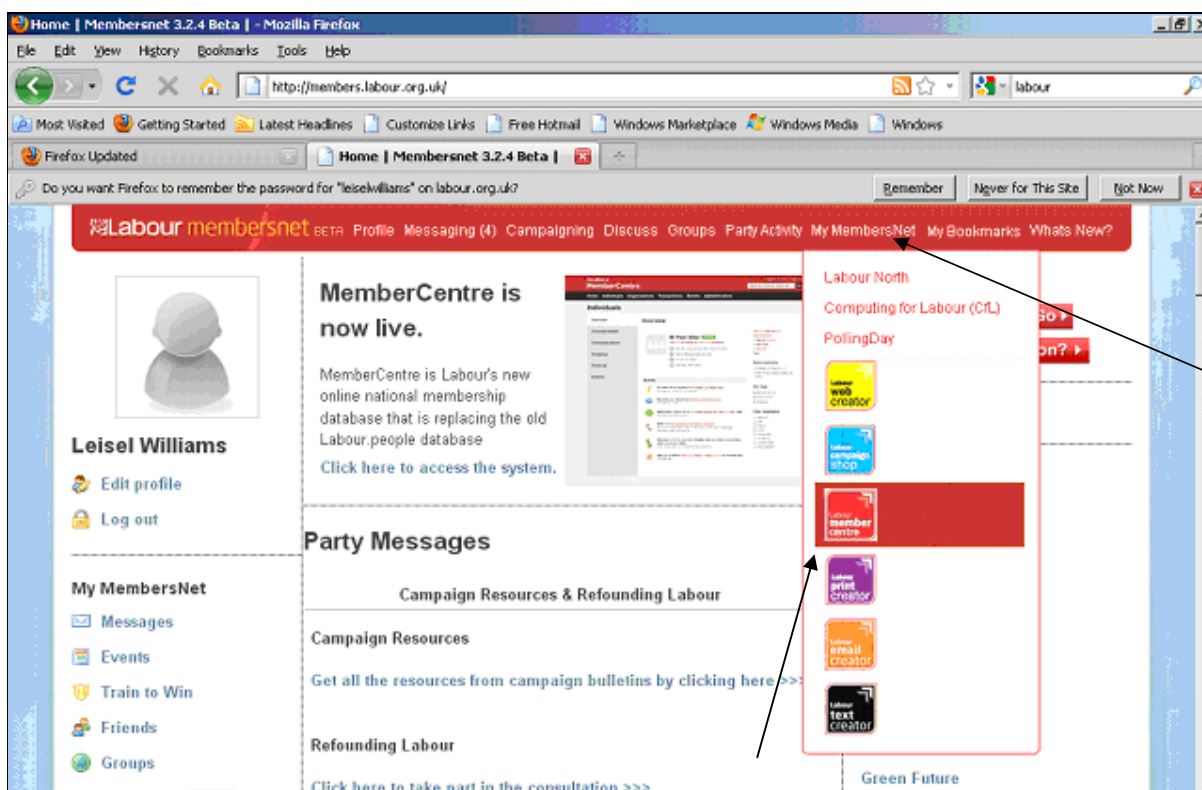 Home | Membersnet 3.2.4 Beta | - Mozilla Firefox
File Edit View History Bookmarks Tools Help
http://members.labour.org.uk/
labour
Most Visited Getting Started Latest Headlines Customize Links Free Hotmail Windows Marketplace Windows Media Windows
Firefox Updated
Home | Membersnet 3.2.4 Beta |
Do you want Firefox to remember the password for "leiselwilliams" on labour.org.uk?
Remember
Never for This Site
Not Now
Labour membersnet BETA Profile Messaging (4) Campaigning Discuss Groups Party Activity My MembersNet My Bookmarks Whats New?
Leisel Williams
Edit profile
Log out
My MembersNet
Messages
Events
Train to Win
Friends
Groups
MemberCentre is
now live.
MemberCentre is Labour's new
online national membership
database that is replacing the old
Labour.people database
Click here to access the system.
MemberCentre
Individuals
Party Messages
Campaign Resources & Refounding Labour
Campaign Resources
Get all the resources from campaign bulletins by clicking here >>>
Refounding Labour
Click here to take part in the consultation >>>
Labour North
Computing for Labour (CfL)
PollingDay
Labour
web
creator
Labour
campaign
shop
Labour
member
centre
Labour
print
creator
Labour
email
creator
Labour
text
creator
Go
on?
Green Future